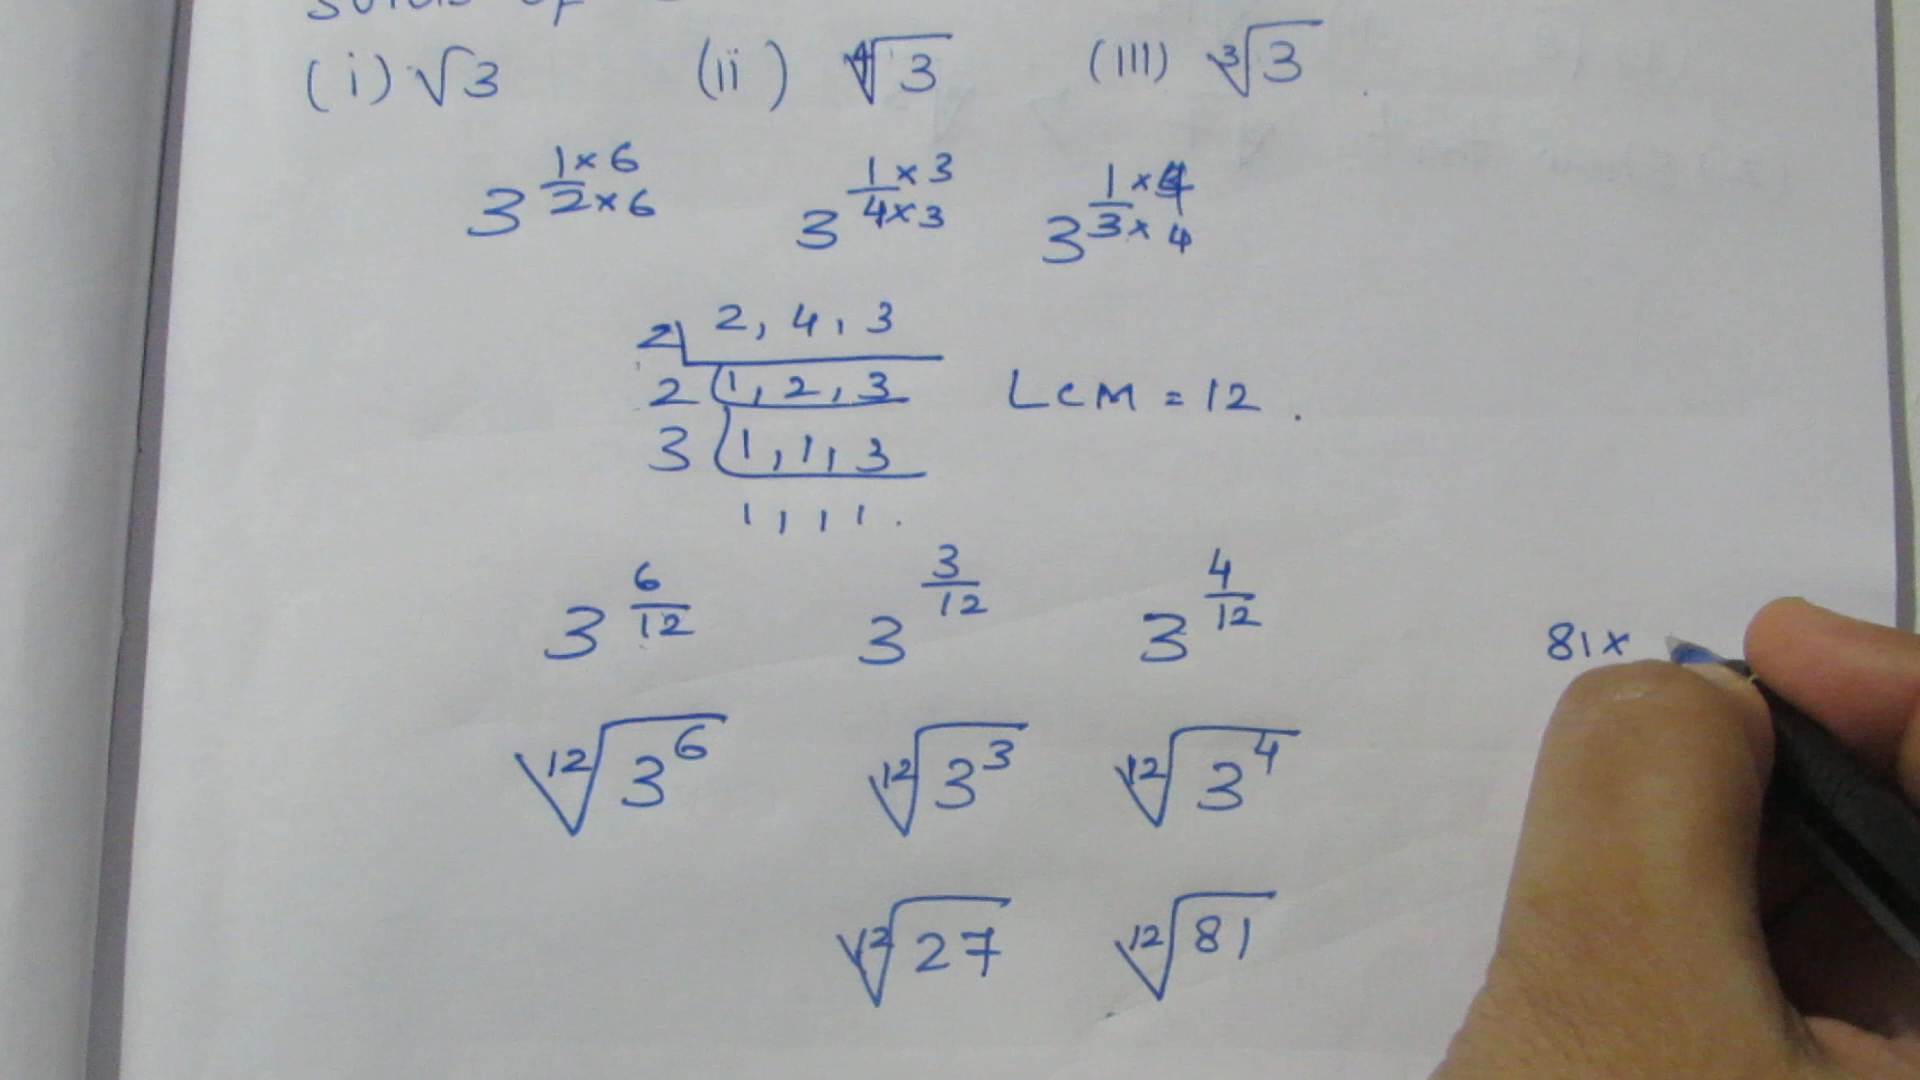 (i) √3 (ii) ∜3 (iii) ∛3 .
3^(1×6/2×6) 3^(1×3/4×3) 3^(1×4/3×4)
2 | 2, 4, 3
2 | 1, 2, 3 LCM = 12 .
3 | 1, 1, 3
1, 1, 1 .
3^(6/12) 3^(3/12) 3^(4/12) 81×
¹²√3⁶ ¹²√3³ ¹²√3⁴
¹²√27 ¹²√81